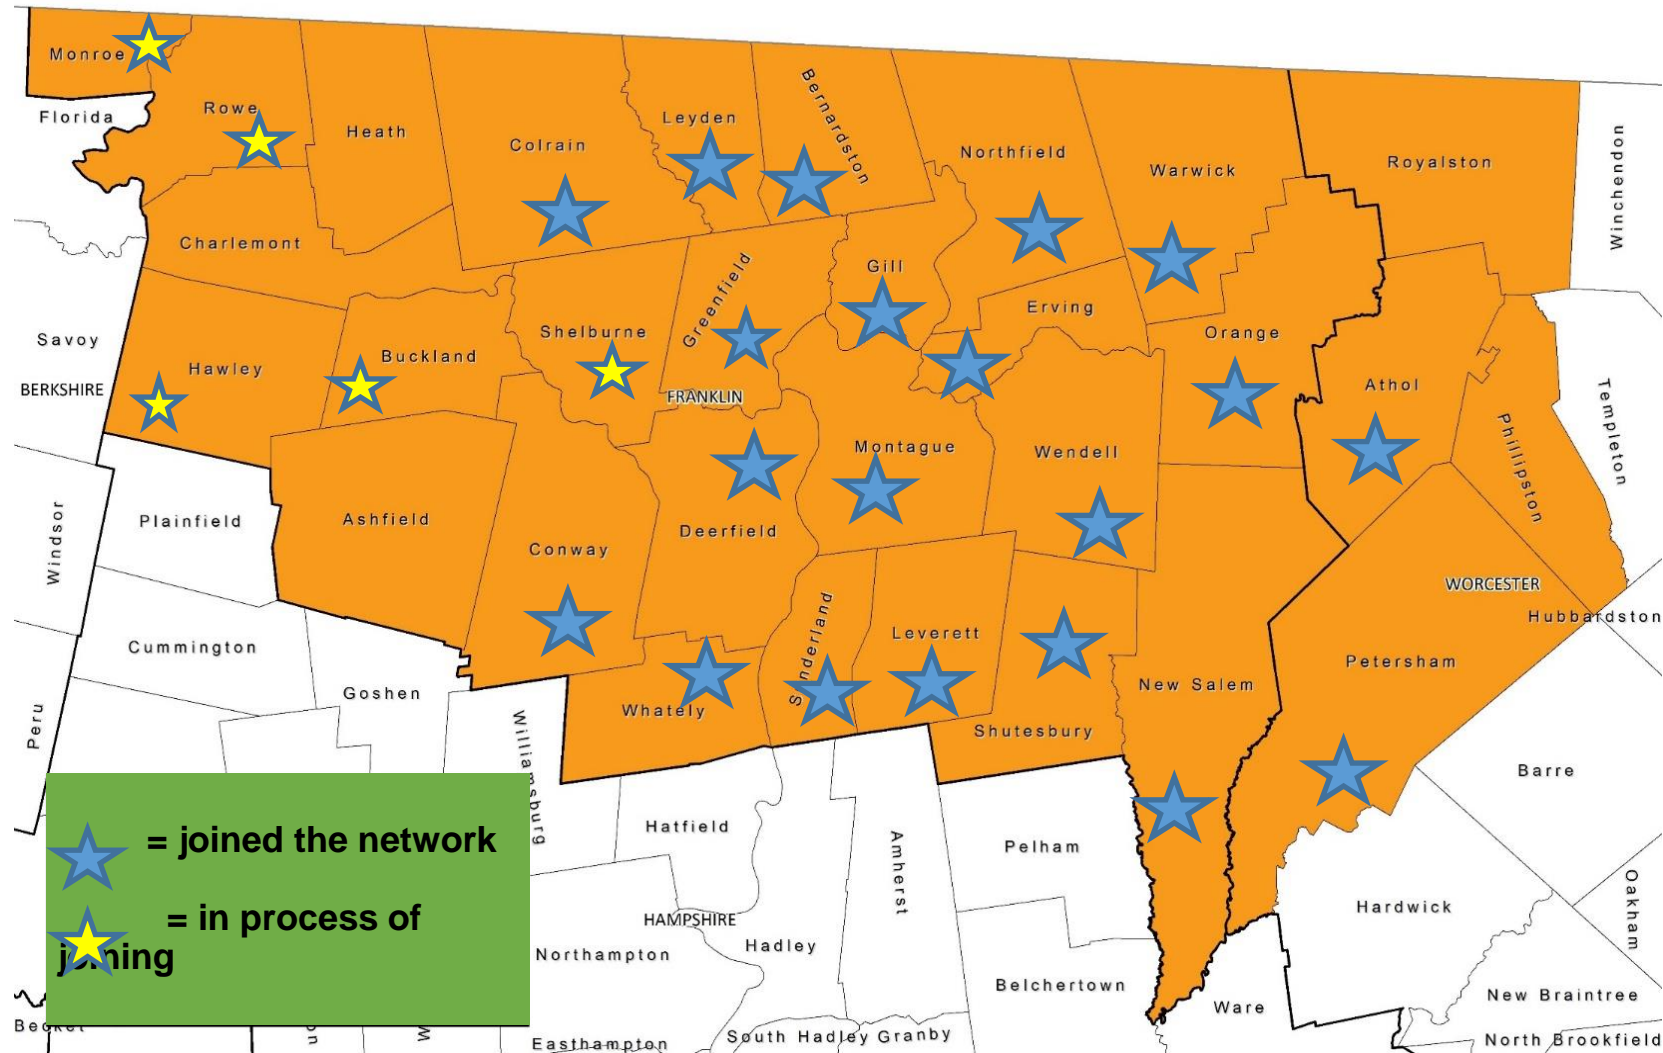 Monroe
Florida
Rowe
Heath
Colrain
Leyden
Bernardston
Northfield
Warwick
Royalston
Winchendon
Charlemont
Greenfield
Gill
Erving
Shelburne
Orange
Savoy
Hawley
Buckland
BERKSHIRE
FRANKLIN
Athol
Templeton
Phillipston
Montague
Wendell
Windsor
Plainfield
Ashfield
Conway
Deerfield
WORCESTER
Hubbardston
Cummington
Sunderland
Leverett
Petersham
Goshen
New Salem
Peru
Williamsburg
Whately
Shutesbury
Barre
Hatfield
Pelham
Amherst
= joined the network
= in process of
joining
Oakham
Hardwick
HAMPSHIRE
Hadley
Northampton
Belchertown
New Braintree
Ware
Becket
South Hadley
Granby
Easthampton
North Brookfield